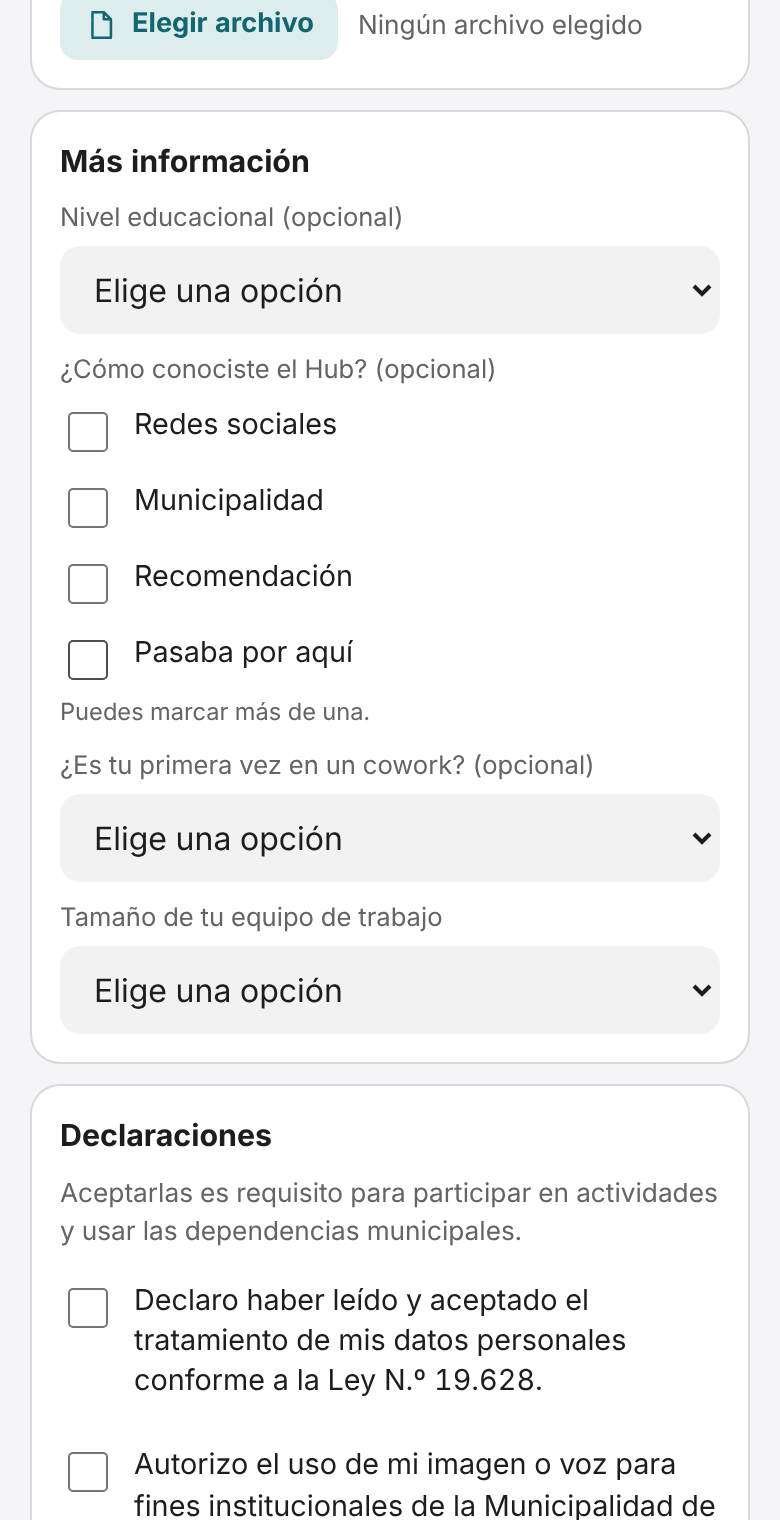 Elegir archivo
Ningún archivo elegido
Más información
Nivel educacional (opcional)
Elige una opción
¿Cómo conociste el Hub? (opcional)
Redes sociales
Municipalidad
Recomendación
Pasaba por aquí
Puedes marcar más de una.
¿Es tu primera vez en un cowork? (opcional)
Elige una opción
Tamaño de tu equipo de trabajo
Elige una opción
Declaraciones
Aceptarlas es requisito para participar en actividades
y usar las dependencias municipales.
Declaro haber leído y aceptado el
tratamiento de mis datos personales
conforme a la Ley N.º 19.628.
Autorizo el uso de mi imagen o voz para
fines institucionales de la Municipalidad de